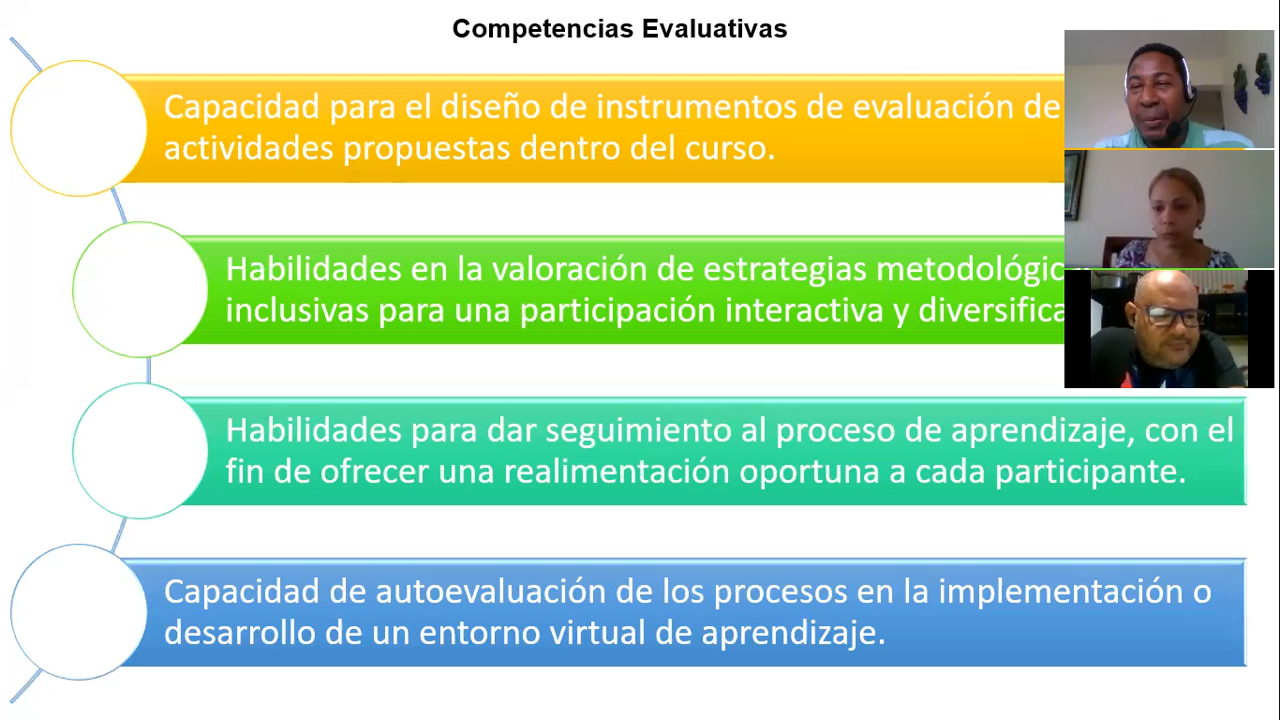 Competencias Evaluativas
Capacidad para el diseño de instrumentos de evaluación de
actividades propuestas dentro del curso.
Habilidades en la valoración de estrategias
inclusivas para una participación interactiva y
Habilidades para dar seguimiento al proceso de aprendizaje, con el
fin de ofrecer una realimentación oportuna a cada participante.
Capacidad de autoevaluación de los procesos en la implementación o
desarrollo de un entorno virtual de aprendizaje.